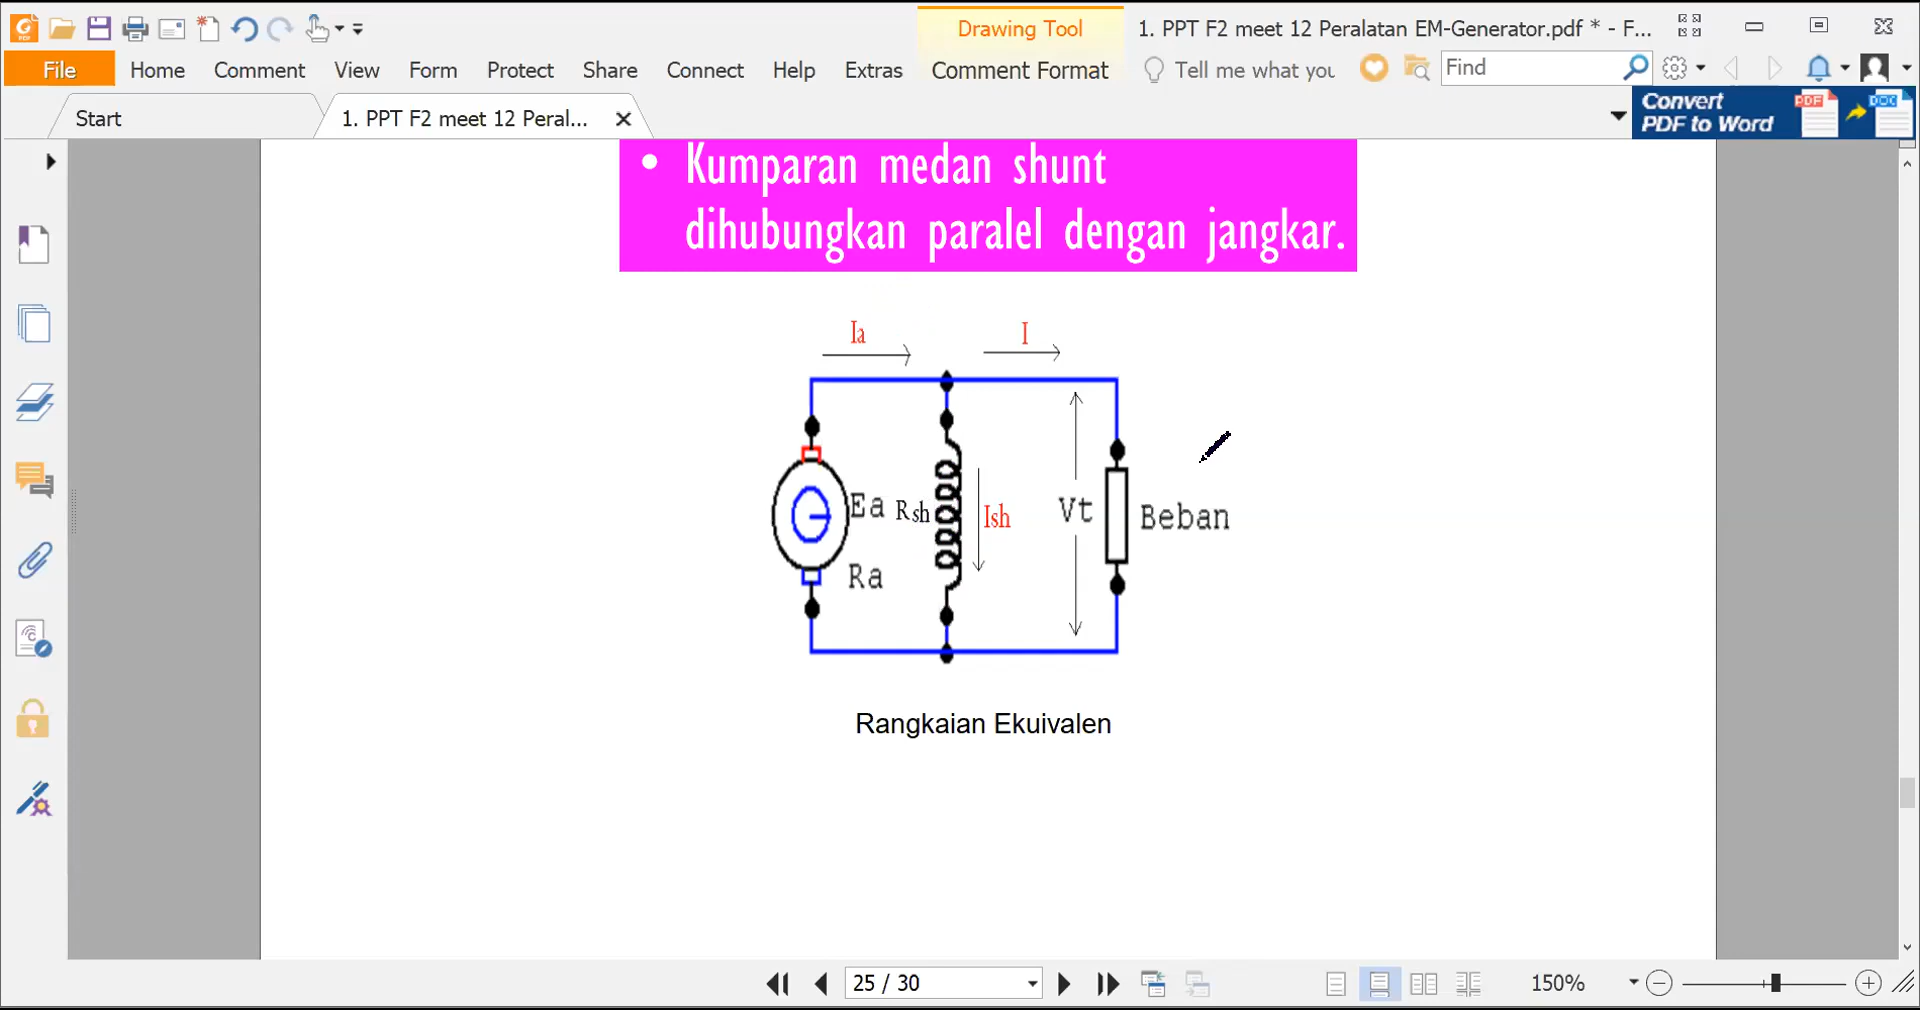 Drawing Tool
1. PPT F2 meet 12 Peralatan EM-Generator.pdf * - F...
File Home Comment View Form Protect Share Connect Help Extras Comment Format Tell me what you Find
Start
1. PPT F2 meet 12 Peral...
Convert
PDF to Word
PDF DOC
• Kumparan medan shunt
dihubungkan paralel dengan jangkar.
Ia I
Ea Rsh Ish Vt Beban
Ra
Rangkaian Ekuivalen
25 / 30
150%